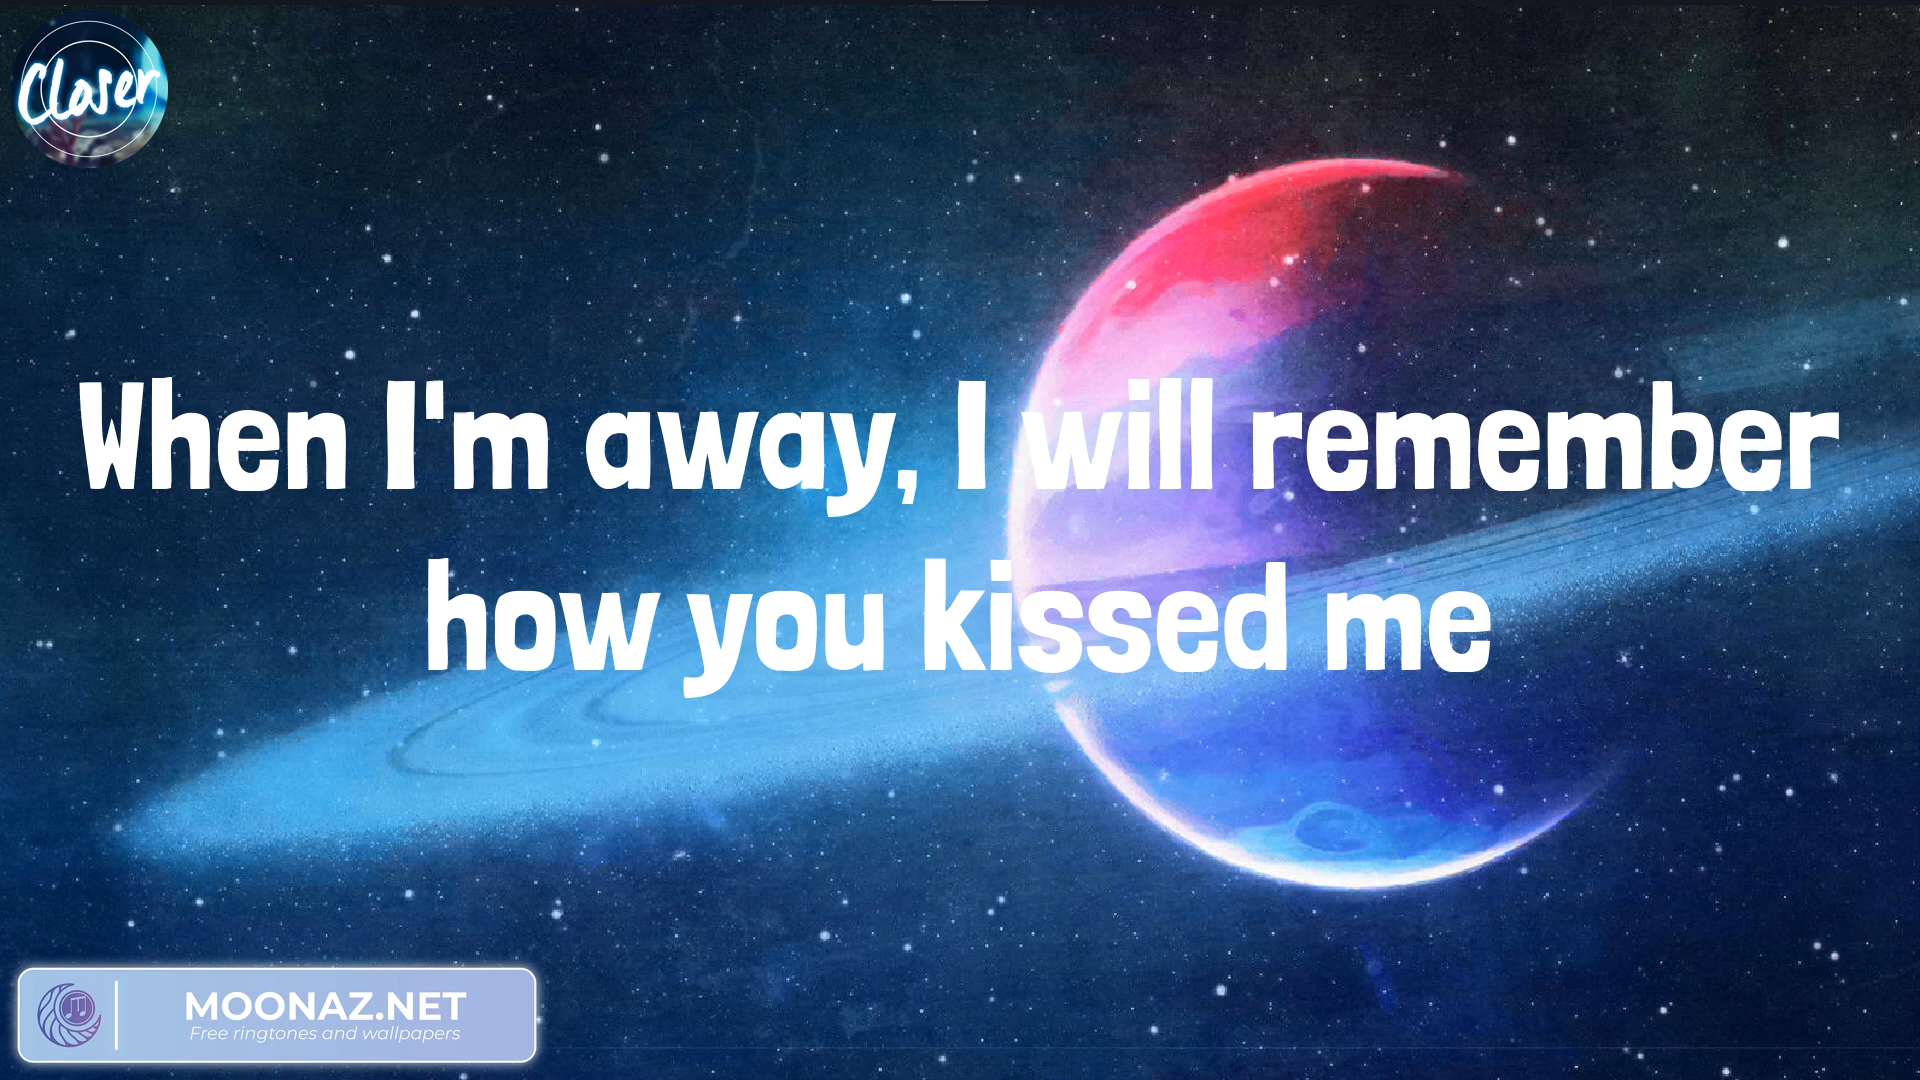 Closer
When I'm away, I will remember
how you kissed me
MOONAZ.NET
Free ringtones and wallpapers